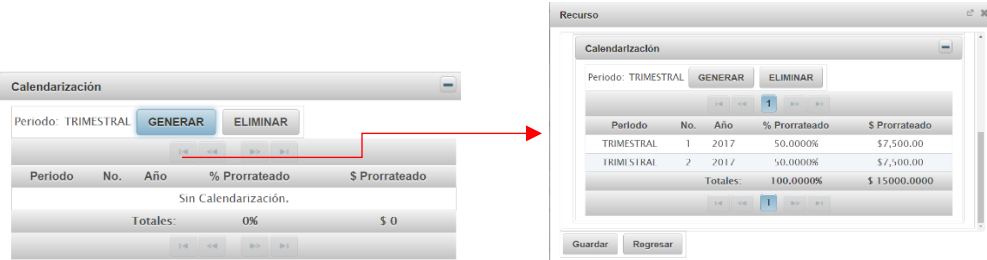 Calendarización
Periodo: TRIMESTRAL GENERAR ELIMINAR
Periodo No. Año % Prorrateado $ Prorrateado
Sin Calendarización.
Totales: 0% $ 0
Recurso
Calendarización
Periodo: TRIMESTRAL GENERAR ELIMINAR
1
Periodo No. Año % Prorrateado $ Prorrateado
TRIMESTRAL 1 2017 50.0000% $7,500.00
TRIMESTRAL 2 2017 50.0000% $7,500.00
Totales: 100.0000% $ 15000.0000
1
Guardar Regresar